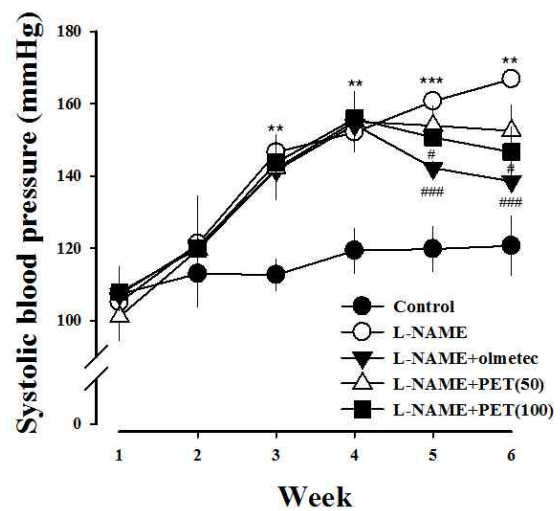 Systolic blood pressure (mmHg)
180
160
140
120
100
0
**
**
***
**
#
###
#
###
Control
L-NAME
L-NAME+olmetec
L-NAME+PET(50)
L-NAME+PET(100)
1 2 3 4 5 6
Week